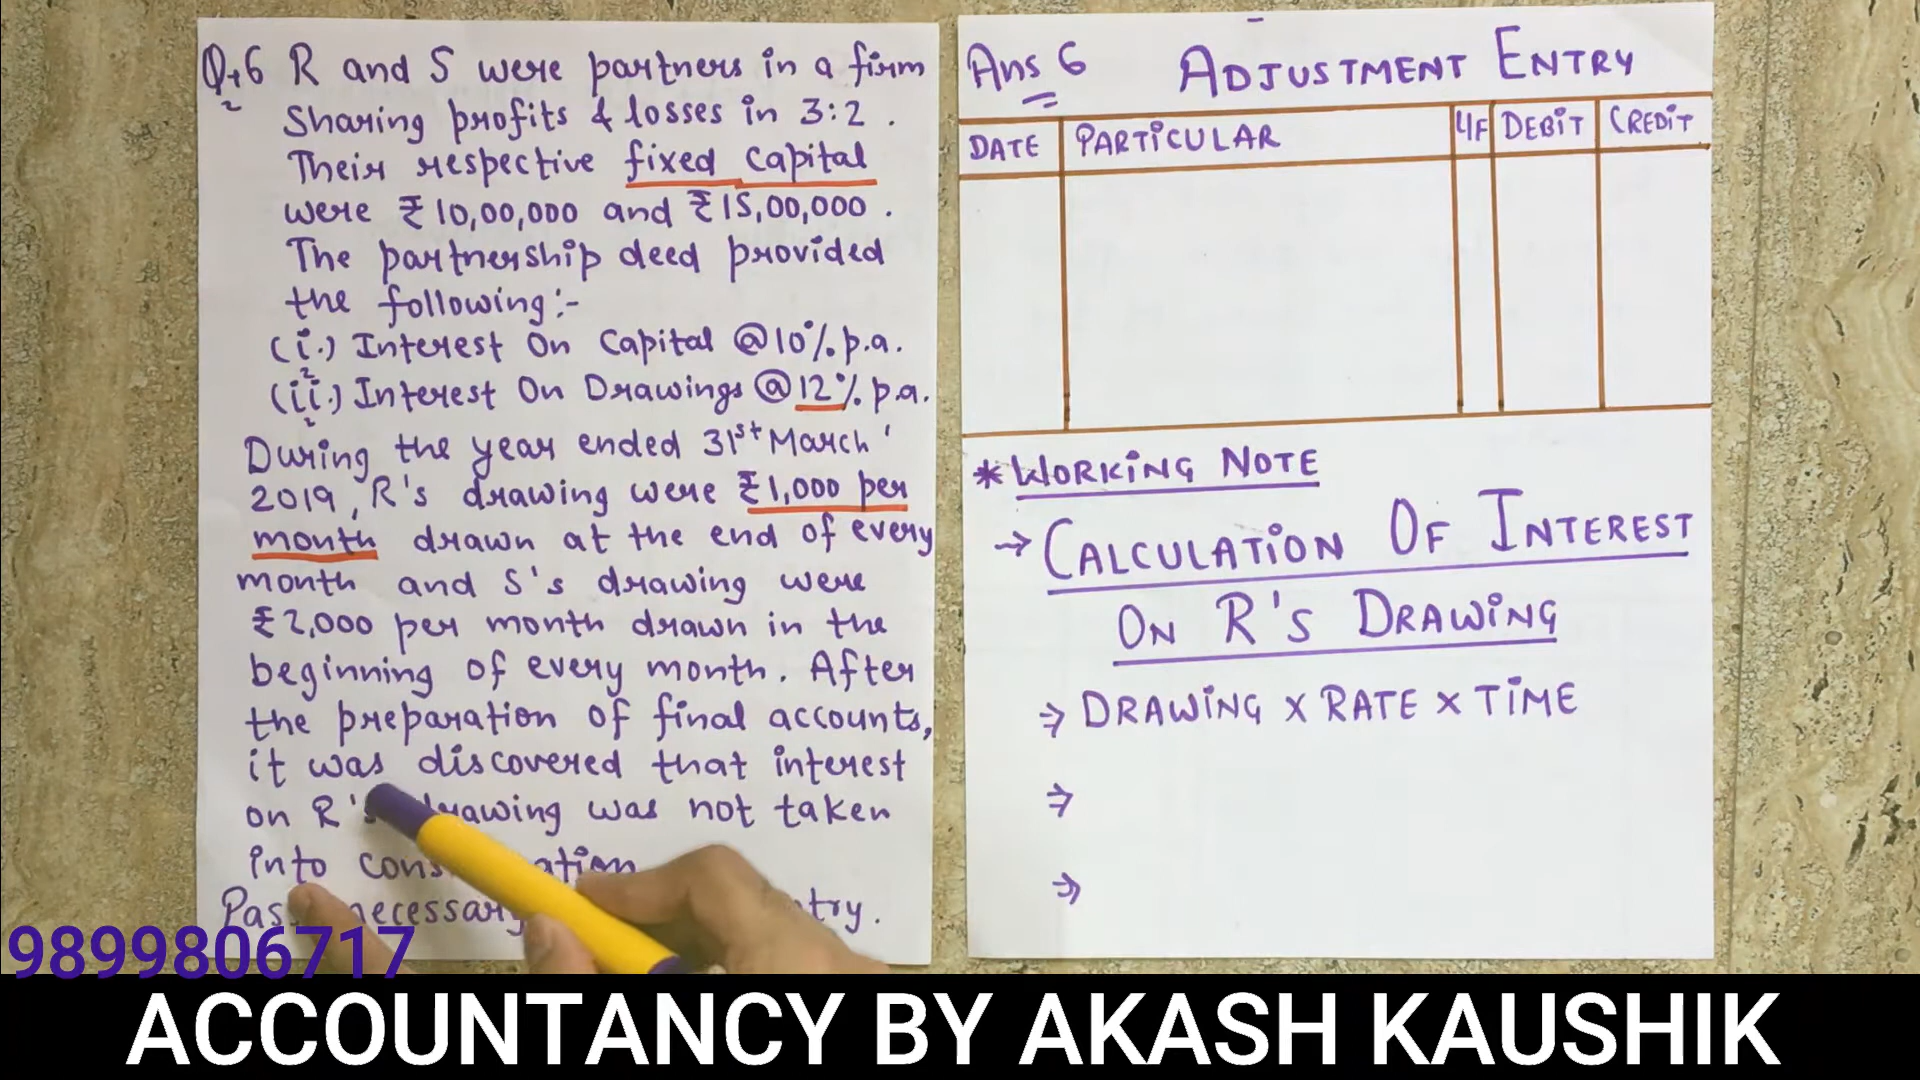 Q.6 R and S were partners in a firm
Sharing profits & losses in 3:2.
Their respective fixed capital
were ₹10,00,000 and ₹15,00,000.
The partnership deed provided
the following:-
(i.) Interest On Capital @10% p.a.
(ii.) Interest On Drawings @12% p.a.
During the year ended 31st March'
2019, R's drawing were ₹1,000 per
month drawn at the end of every
month and S's drawing were
₹2,000 per month drawn in the
beginning of every month. After
the preparation of final accounts,
it was discovered that interest
on R's drawing was not taken
into
Pass necessary
9899806717
Ans 6 ADJUSTMENT ENTRY
DATE PARTICULAR L/F DEBIT CREDIT
*WORKING NOTE
→ CALCULATION OF INTEREST
ON R'S DRAWING
⇒ DRAWING x RATE x TIME
⇒
⇒
ACCOUNTANCY BY AKASH KAUSHIK